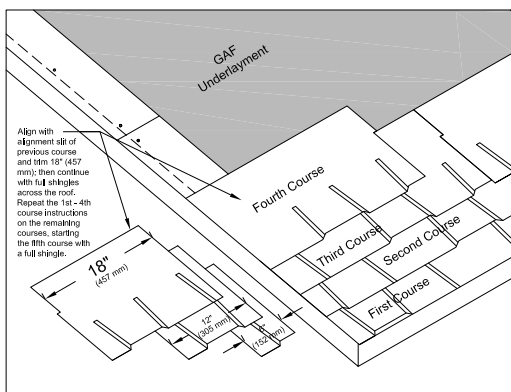 GAF
Underlayment
Align with
alignment slit of
previous course
and trim 18" (457
mm); then continue
with full shingles
across the roof.
Repeat the 1st - 4th
course instructions
on the remaining
courses, starting
the fifth course with
a full shingle.
Fourth Course
Third Course
Second Course
First Course
18"
(457 mm)
12"
(305 mm)
6"
(152 mm)